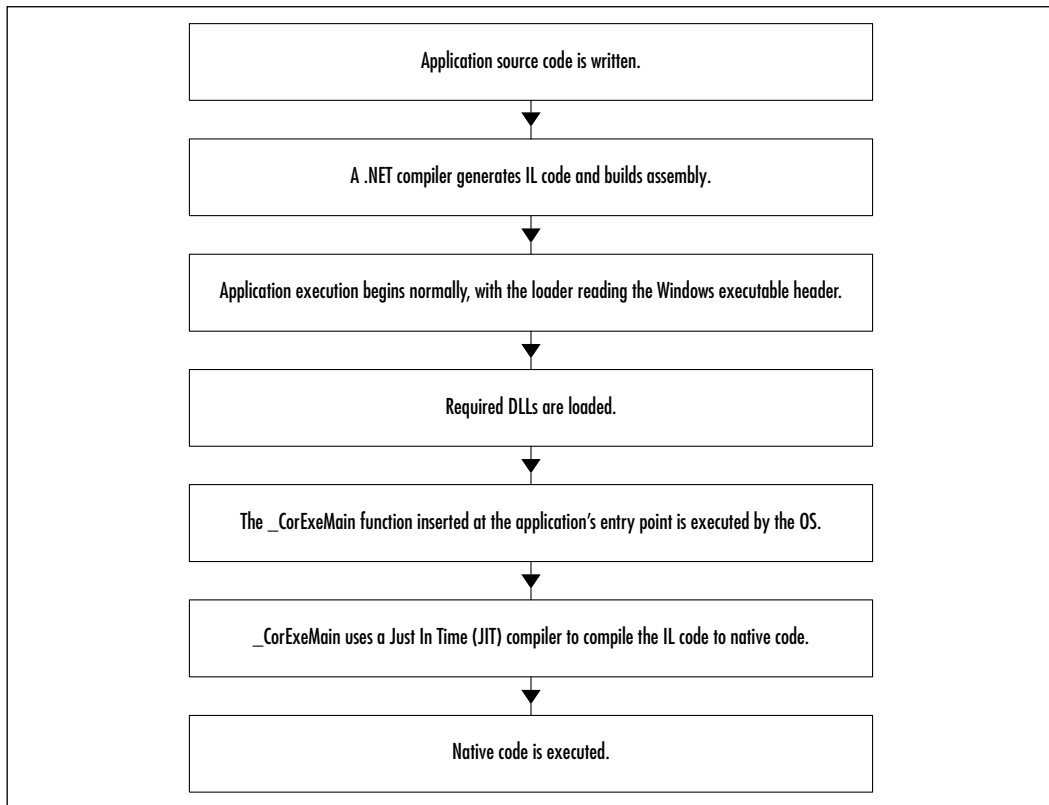 Application source code is written.
A .NET compiler generates IL code and builds assembly.
Application execution begins normally, with the loader reading the Windows executable header.
Required DLLs are loaded.
The _CorExeMain function inserted at the application’s entry point is executed by the OS.
_CorExeMain uses a Just In Time (JIT) compiler to compile the IL code to native code.
Native code is executed.